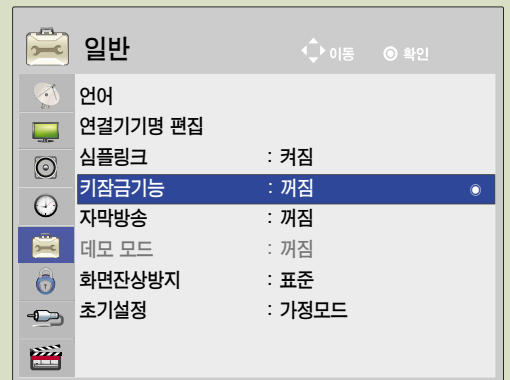 일반 이동 확인
언어
연결기기명 편집
심플링크 : 켜짐
키잠금기능 : 꺼짐
자막방송 : 꺼짐
데모 모드 : 꺼짐
화면잔상방지 : 표준
초기설정 : 가정모드